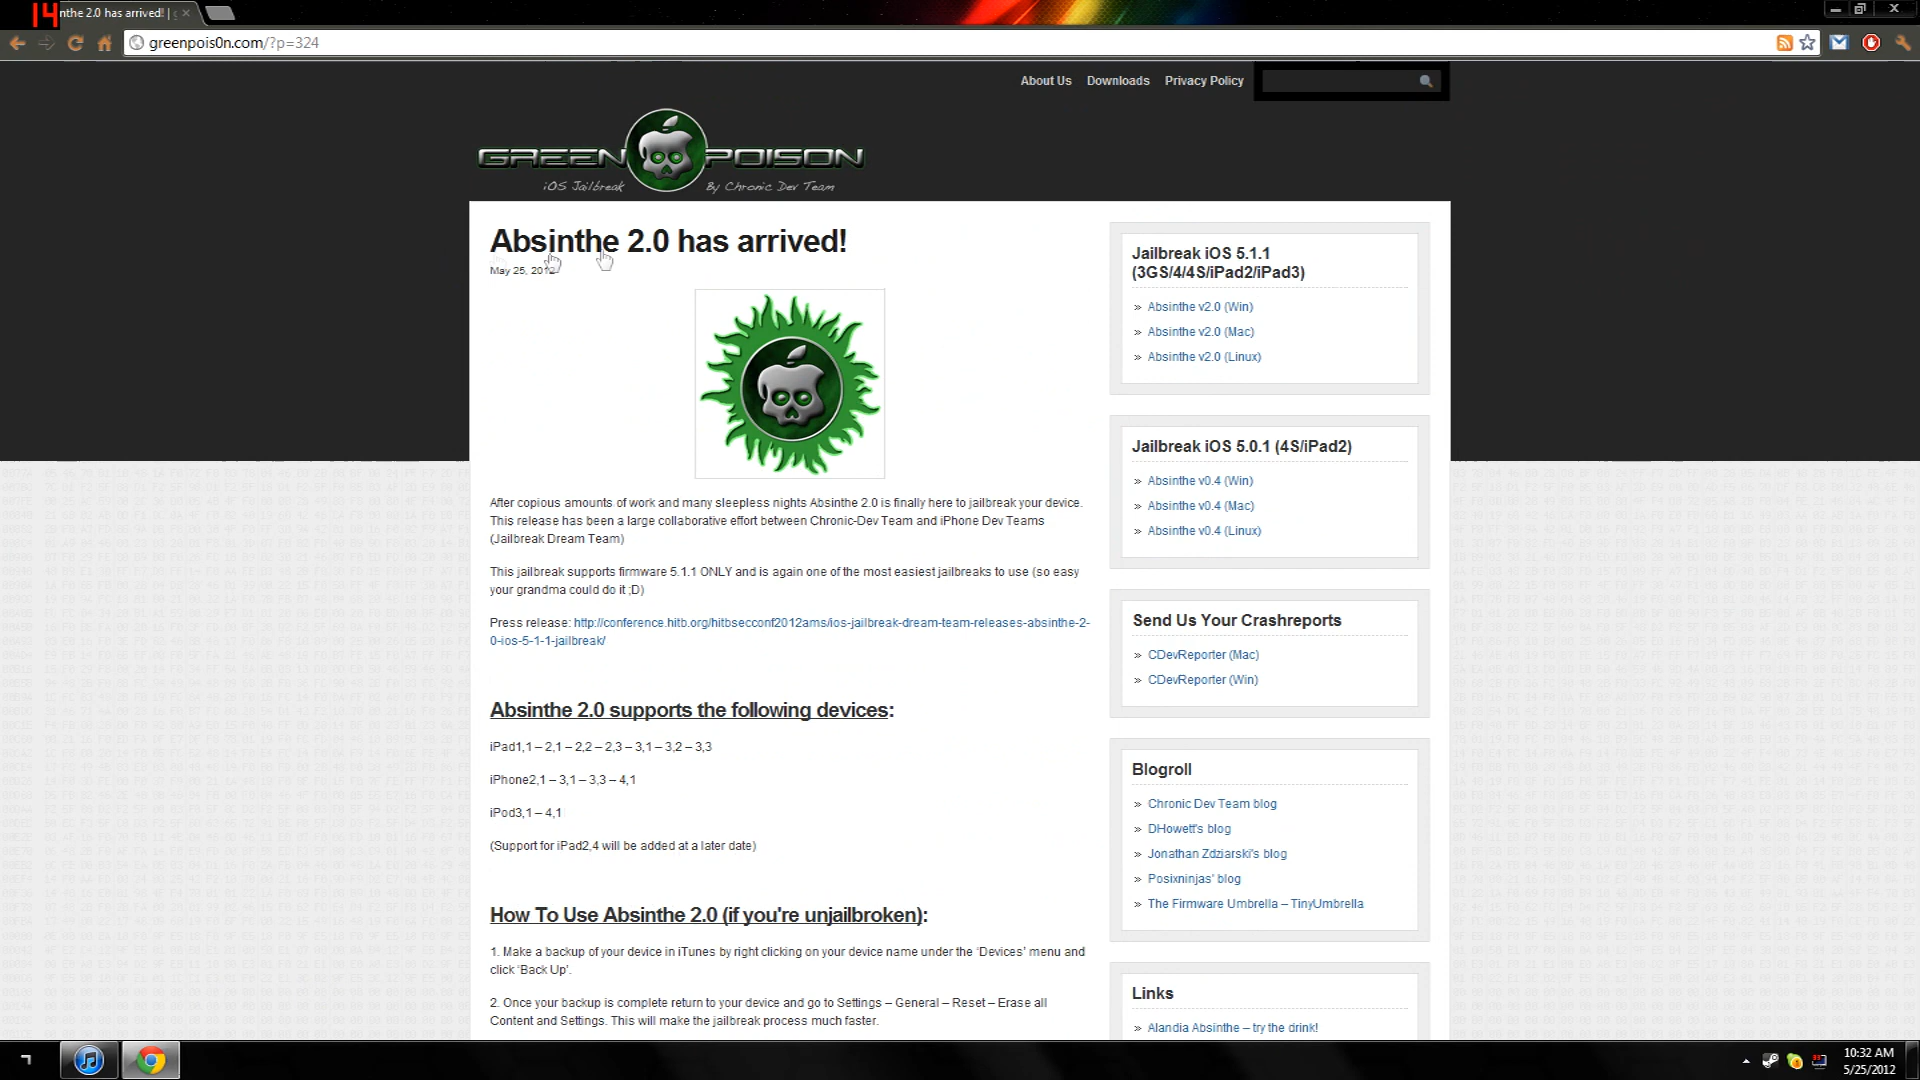 14
nthe 2.0 has arrived! |
greenpois0n.com/?p=324
About Us Downloads Privacy Policy
GREEN POISON
iOS Jailbreak By Chronic Dev Team
Absinthe 2.0 has arrived!
May 25, 2012
After copious amounts of work and many sleepless nights Absinthe 2.0 is finally here to jailbreak your device.
This release has been a large collaborative effort between Chronic-Dev Team and iPhone Dev Teams
(Jailbreak Dream Team)
This jailbreak supports firmware 5.1.1 ONLY and is again one of the most easiest jailbreaks to use (so easy
your grandma could do it ;D)
Press release: http://conference.hitb.org/hitbsecconf2012ams/ios-jailbreak-dream-team-releases-absinthe-2-
0-ios-5-1-1-jailbreak/
Absinthe 2.0 supports the following devices:
iPad1,1 – 2,1 – 2,2 – 2,3 – 3,1 – 3,2 – 3,3
iPhone2,1 – 3,1 – 3,3 – 4,1
iPod3,1 – 4,1
(Support for iPad2,4 will be added at a later date)
How To Use Absinthe 2.0 (if you're unjailbroken):
1. Make a backup of your device in iTunes by right clicking on your device name under the ‘Devices’ menu and
click ‘Back Up’.
2. Once your backup is complete return to your device and go to Settings – General – Reset – Erase all
Content and Settings. This will make the jailbreak process much faster.
Jailbreak iOS 5.1.1
(3GS/4/4S/iPad2/iPad3)
» Absinthe v2.0 (Win)
» Absinthe v2.0 (Mac)
» Absinthe v2.0 (Linux)
Jailbreak iOS 5.0.1 (4S/iPad2)
» Absinthe v0.4 (Win)
» Absinthe v0.4 (Mac)
» Absinthe v0.4 (Linux)
Send Us Your Crashreports
» CDevReporter (Mac)
» CDevReporter (Win)
Blogroll
» Chronic Dev Team blog
» DHowett's blog
» Jonathan Zdziarski's blog
» Posixninjas' blog
» The Firmware Umbrella – TinyUmbrella
Links
» Alandia Absinthe – try the drink!
10:32 AM
5/25/2012